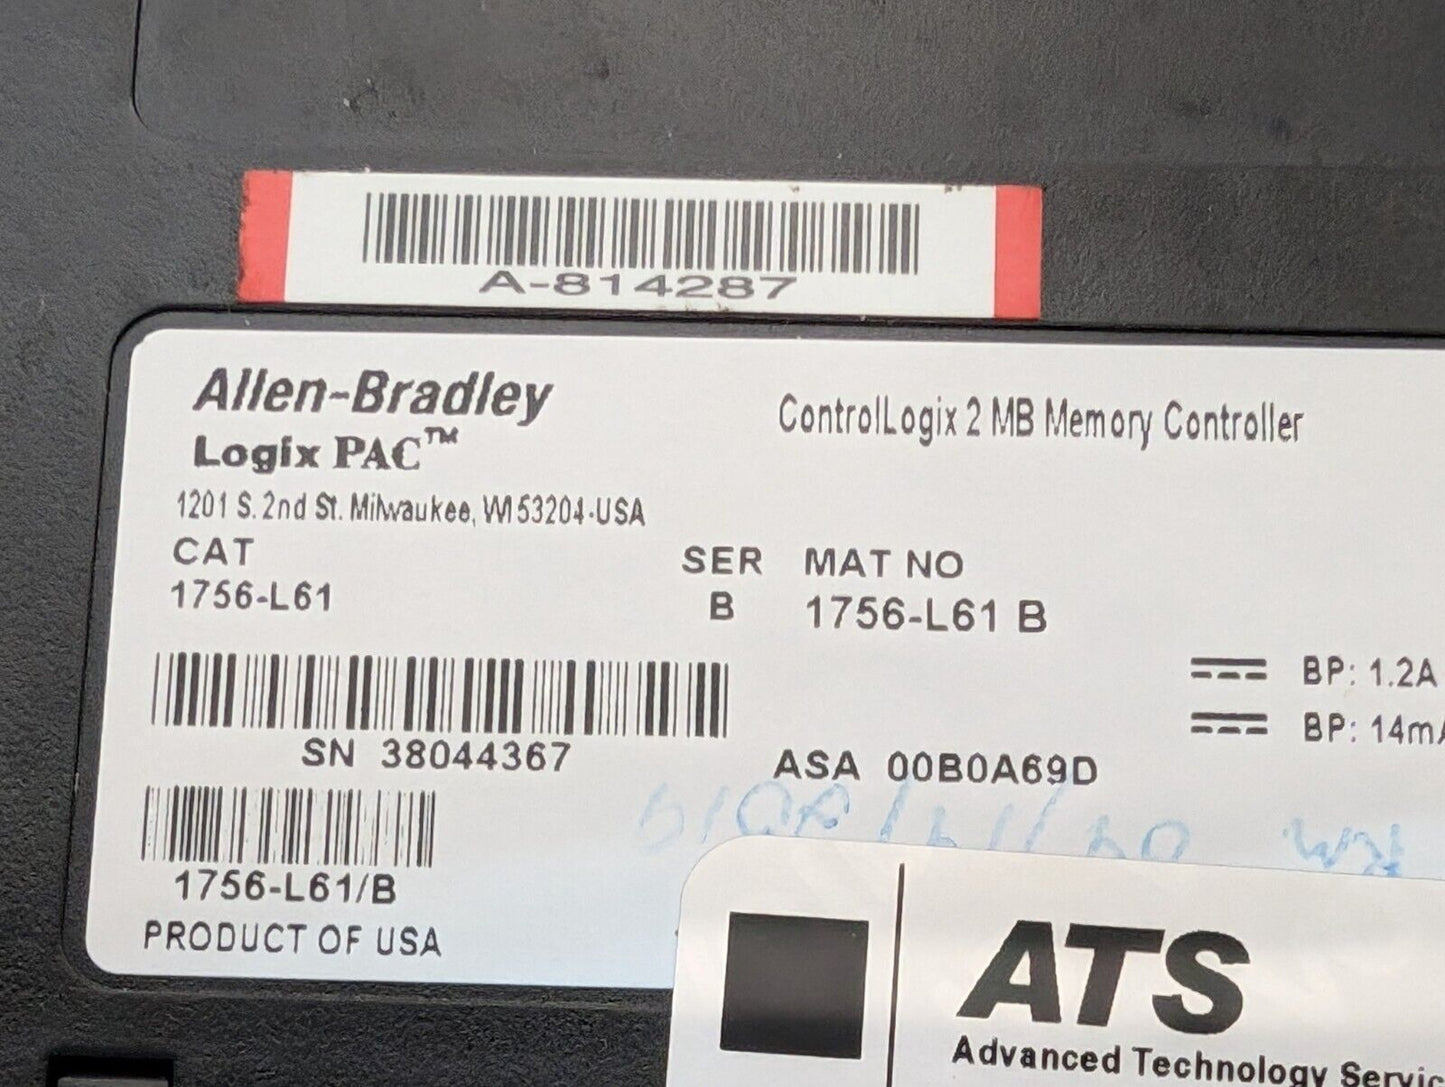 A-814287
Allen-Bradley
Logix PAC™
ControlLogix 2 MB Memory Controller
1201 S. 2nd St. Milwaukee, WI 53204-USA
CAT
SER
MAT NO
1756-L61
B
1756-L61 B
BP: 1.2A
BP: 14mA
SN 38044367
ASA 00B0A69D
1756-L61/B
PRODUCT OF USA
ATS
Advanced Technology